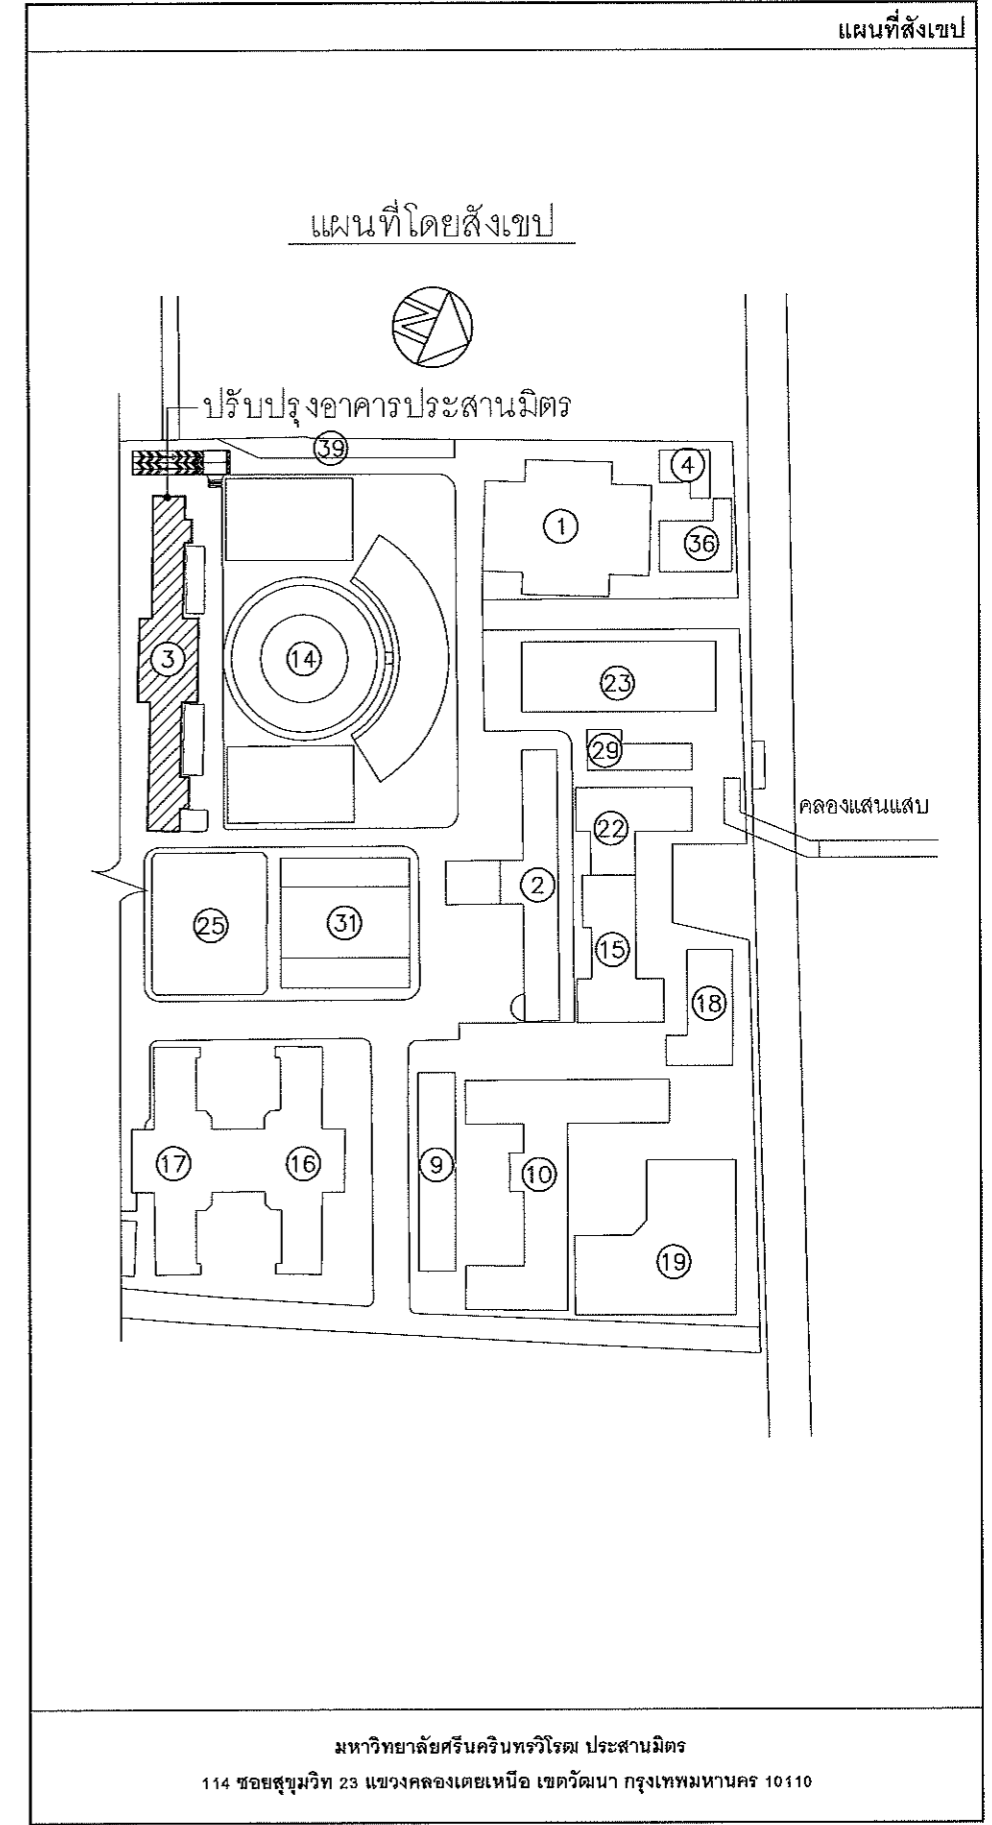 แผนที่สังเขป
แผนที่โดยสังเขป
N
ปรับปรุงอาคารประสานมิตร
39
4
1
36
3
14
23
29
คลองแสนแสบ
22
2
25
31
15
18
17
16
9
10
19
มหาวิทยาลัยศรีนครินทรวิโรฒ ประสานมิตร
114 ซอยสุขุมวิท 23 แขวงคลองเตยเหนือ เขตวัฒนา กรุงเทพมหานคร 10110